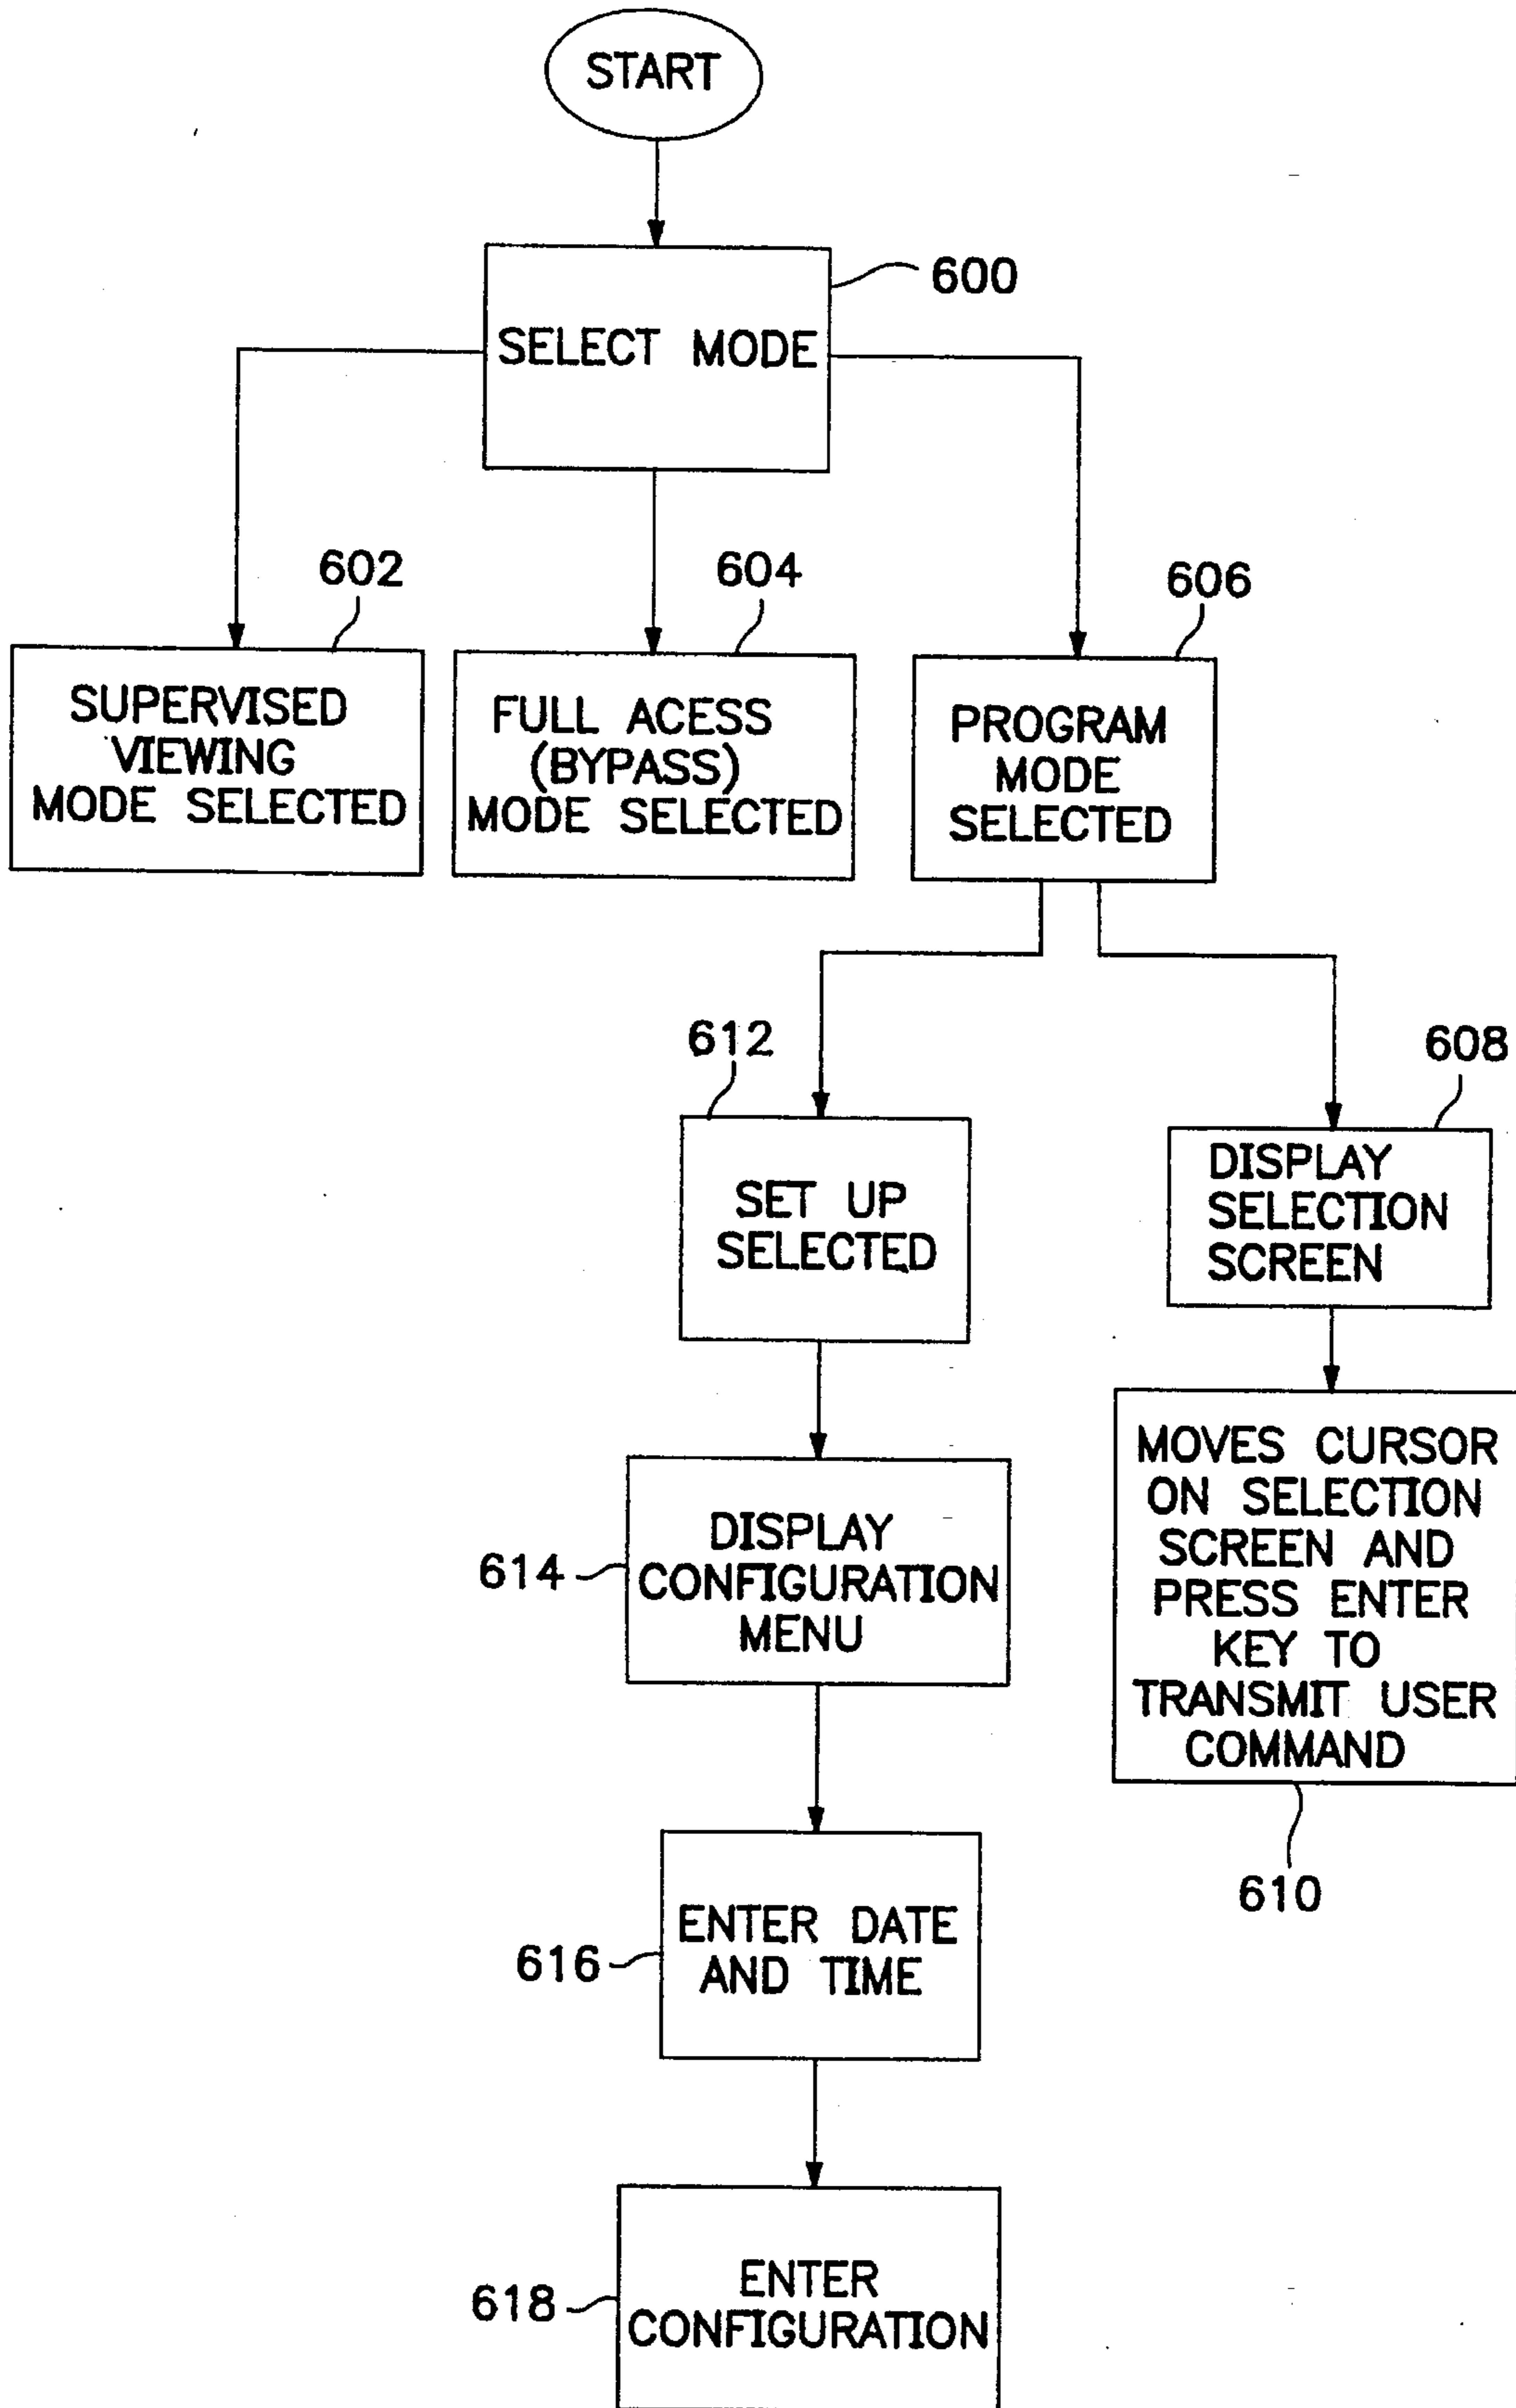 START
600
SELECT MODE
602
604
606
SUPERVISED
VIEWING
MODE SELECTED
FULL ACESS
(BYPASS)
MODE SELECTED
PROGRAM
MODE
SELECTED
612
608
SET UP
SELECTED
DISPLAY
SELECTION
SCREEN
614
DISPLAY
CONFIGURATION
MENU
MOVES CURSOR
ON SELECTION
SCREEN AND
PRESS ENTER
KEY TO
TRANSMIT USER
COMMAND
610
616
ENTER DATE
AND TIME
618
ENTER
CONFIGURATION